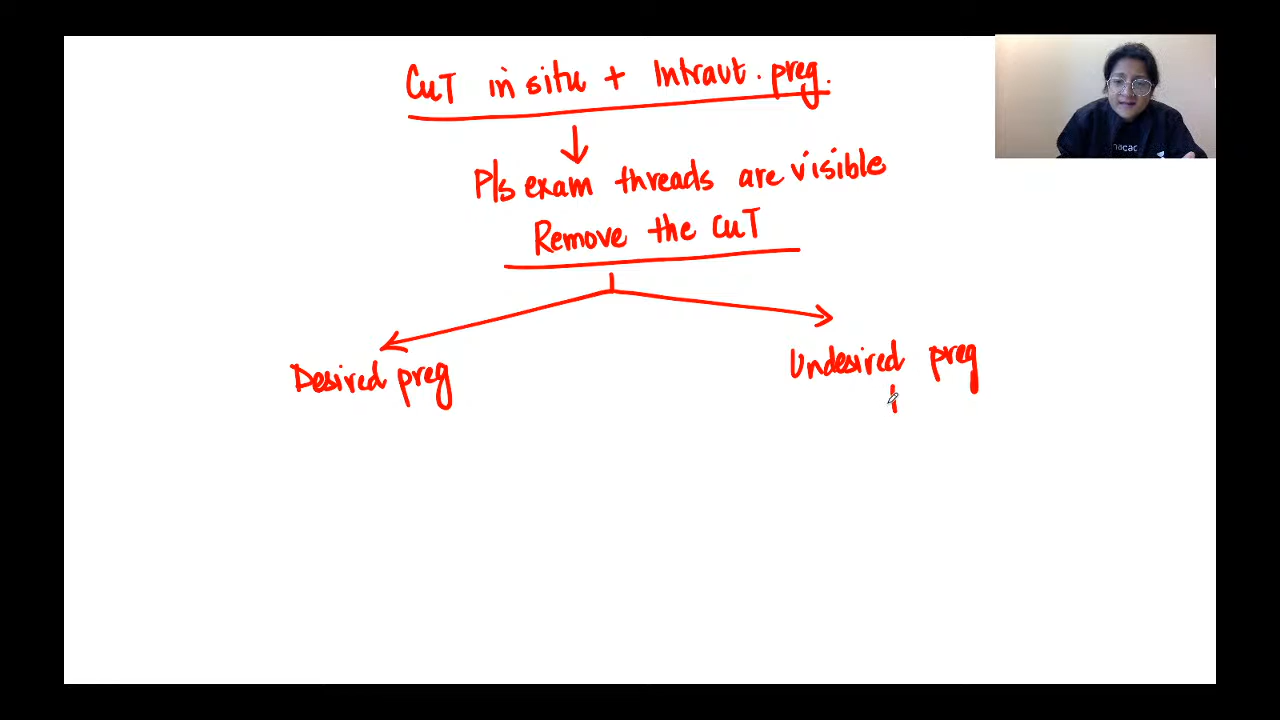 CuT in situ + Intraut. preg.
P/s exam threads are visible
Remove the CuT
Desired preg
Undesired preg